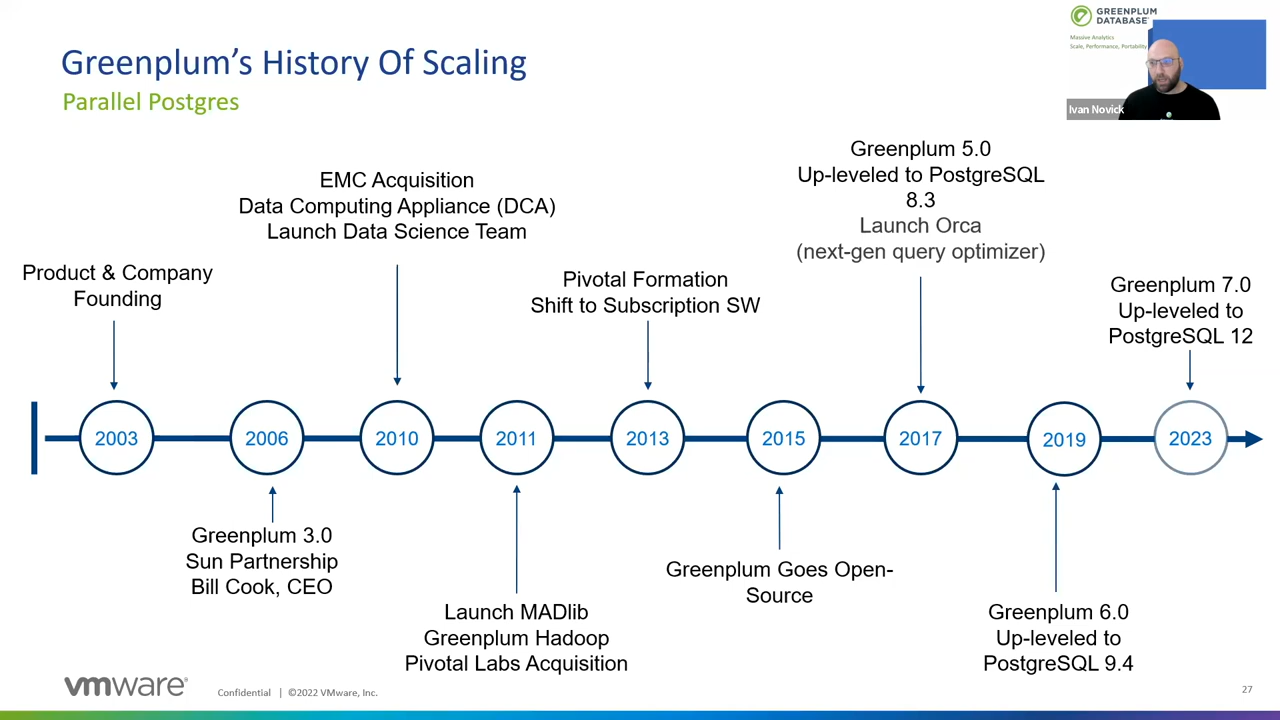 Greenplum's History Of Scaling
Parallel Postgres
GREENPLUM
DATABASE
Massive Analytics
Scale, Performance, Portability
Ivan Novick
Product & Company
Founding
EMC Acquisition
Data Computing Appliance (DCA)
Launch Data Science Team
Pivotal Formation
Shift to Subscription SW
Greenplum 5.0
Up-leveled to PostgreSQL
8.3
Launch Orca
(next-gen query optimizer)
Greenplum 7.0
Up-leveled to
PostgreSQL 12
2003
2006
2010
2011
2013
2015
2017
2019
2023
Greenplum 3.0
Sun Partnership
Bill Cook, CEO
Launch MADlib
Greenplum Hadoop
Pivotal Labs Acquisition
Greenplum Goes Open-
Source
Greenplum 6.0
Up-leveled to
PostgreSQL 9.4
vmware®
Confidential | ©2022 VMware, Inc.
27